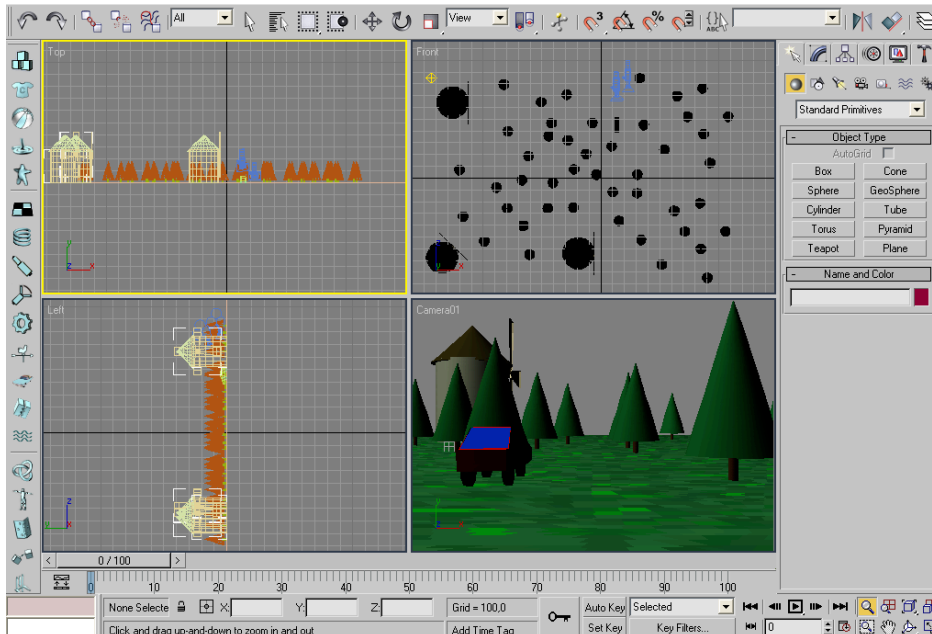 All
View
ABC
Top
Front
Standard Primitives
- Object Type
AutoGrid
Box Cone
Sphere GeoSphere
Cylinder Tube
Torus Pyramid
Teapot Plane
- Name and Color
y
z x
y
z x
Left
Camera01
z
y x
z
y x
< 0 / 100 >
0 10 20 30 40 50 60 70 80 90 100
None Selecte X: Y: Z: Grid = 100,0 Auto Key Selected
Click and drag up-and-down to zoom in and out Add Time Tag Set Key Key Filters... 0